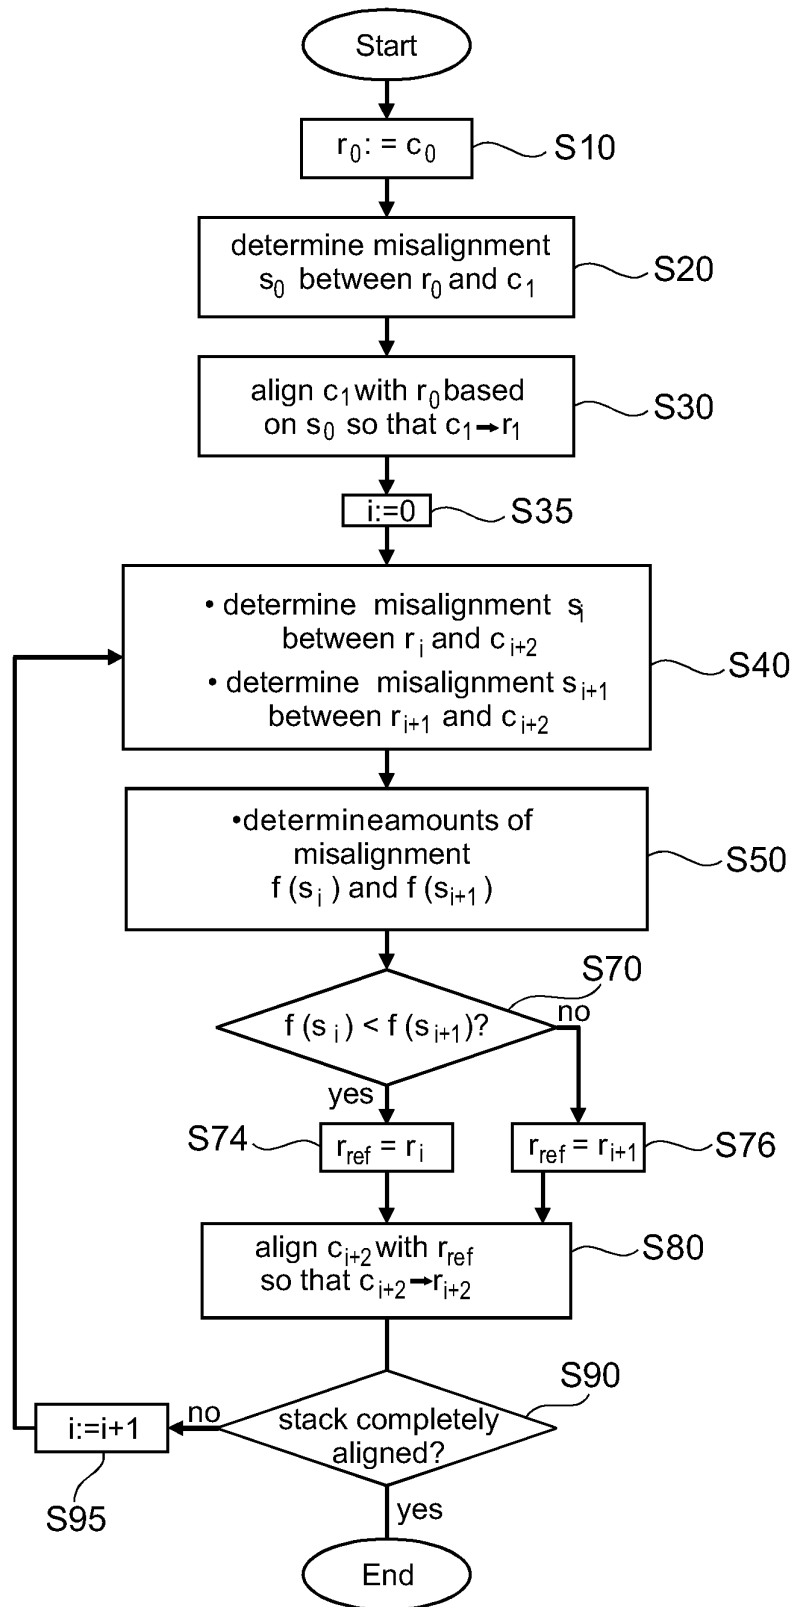 Start
r₀: = c₀
S10
determine misalignment
s₀ between r₀ and c₁
S20
align c₁ with r₀ based
on s₀ so that c₁→r₁
S30
i:=0
S35
• determine misalignment sᵢ
between rᵢ and cᵢ₊₂
• determine misalignment sᵢ₊₁
between rᵢ₊₁ and cᵢ₊₂
S40
•determineamounts of
misalignment
f (sᵢ) and f (sᵢ₊₁)
S50
S70
f (sᵢ) < f (sᵢ₊₁)?
no
yes
S74
r_ref = rᵢ
r_ref = rᵢ₊₁
S76
align cᵢ₊₂ with r_ref
so that cᵢ₊₂→rᵢ₊₂
S80
S90
stack completely
aligned?
no
i:=i+1
S95
yes
End